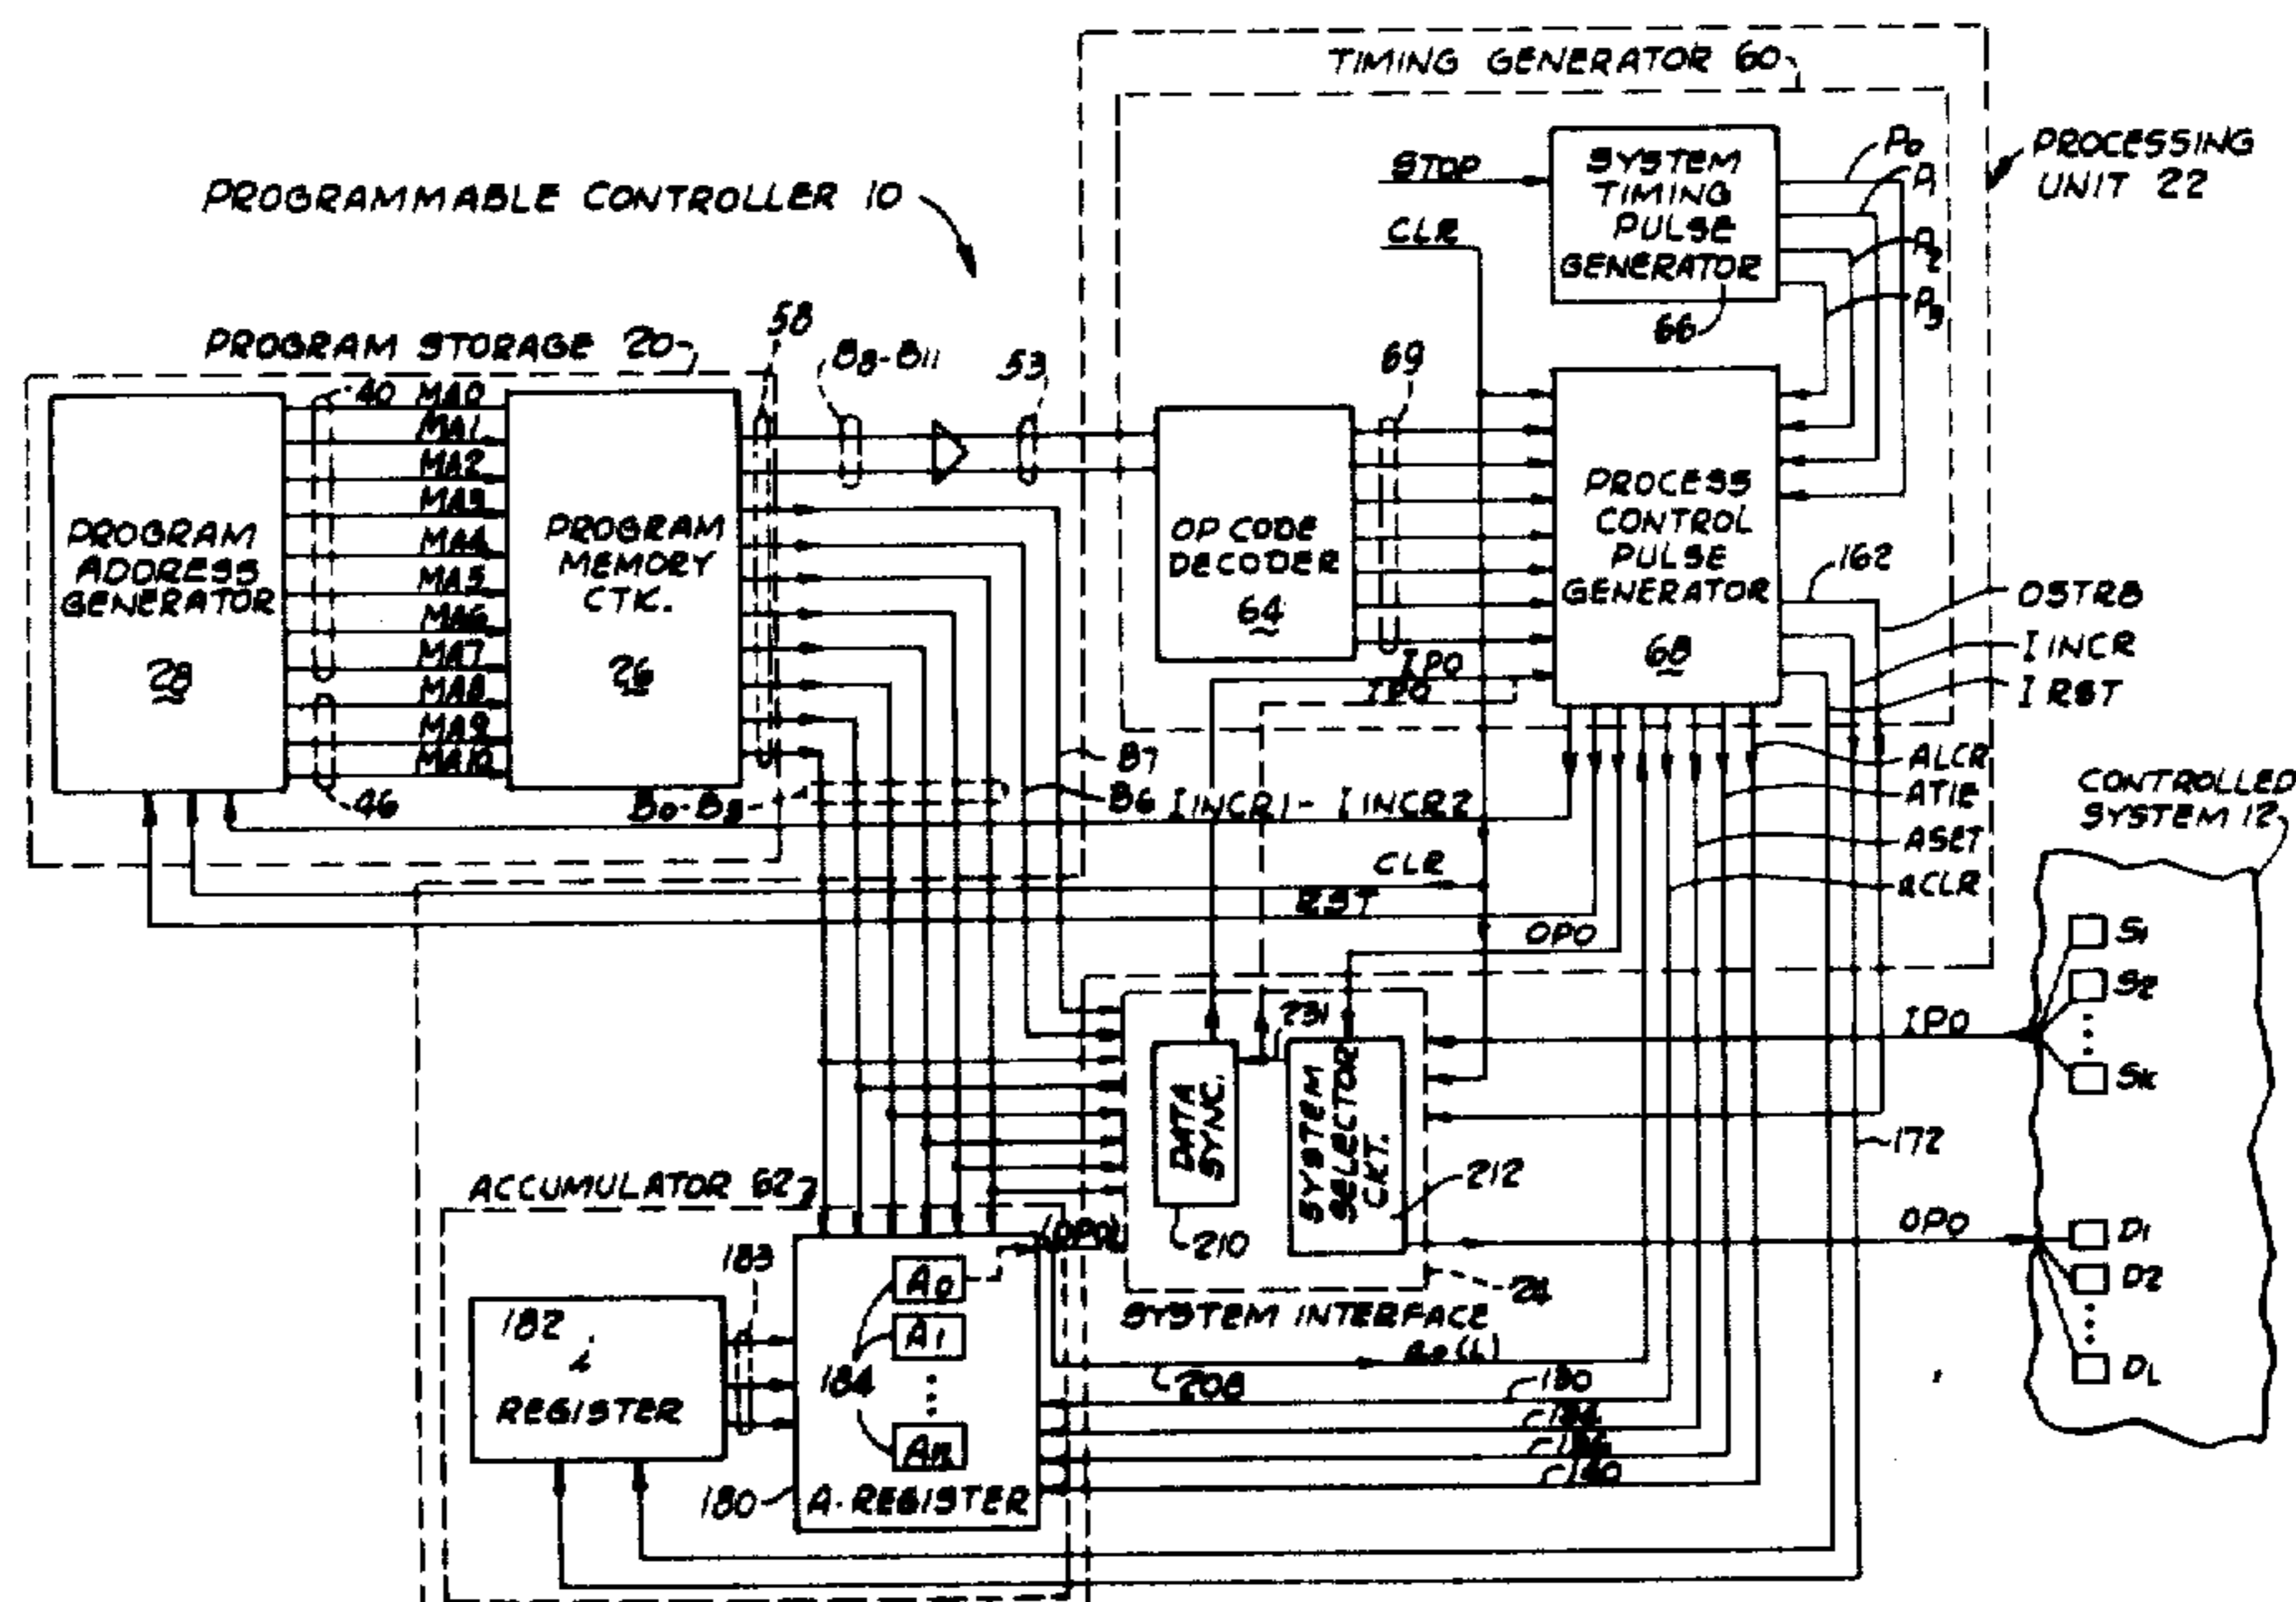 TIMING GENERATOR 60
PROCESSING
UNIT 22
PROGRAMMABLE CONTROLLER 10
STOP
CLR
SYSTEM
TIMING
PULSE
GENERATOR
66
P0
P1
P2
P3
PROGRAM STORAGE 20
58
B8-B11
53
69
40
MA0
MA1
MA2
MA3
MA4
MA5
MA6
MA7
MA8
MA9
MA10
46
PROGRAM
ADDRESS
GENERATOR
28
PROGRAM
MEMORY
CTK.
26
OP CODE
DECODER
64
PROCESS
CONTROL
PULSE
GENERATOR
68
IPO
IPO
162
OSTRB
I INCR
I RST
B7
B6
I INCR1 - I INCR2
ALCR
ATIE
ASET
CLR
RST
OPO
CONTROLLED
SYSTEM 12
S1
S2
SK
IPO
231
DATA
SYNC.
210
SYSTEM
SELECTOR
CKT.
212
172
OPO
D1
D2
DL
24
SYSTEM INTERFACE
ACCUMULATOR 62
(OPO)
183
182
i
REGISTER
A0
A1
An
184
180
A-REGISTER
A0 (L)
208
190